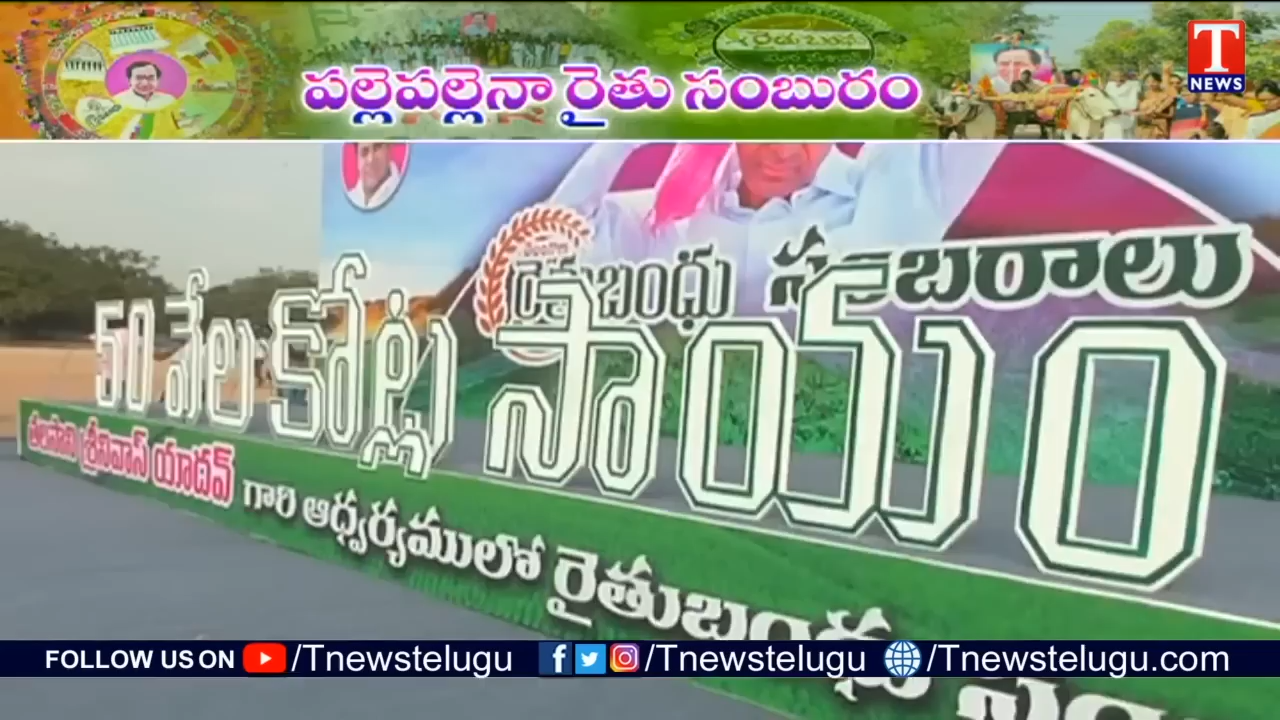 పల్లెపల్లెనా రైతు సంబురం
T
NEWS
రైతుబంధు
రైతుబంధు సంబరాలు
50 వేల కోట్ల సాయం
తలసాని శ్రీనివాస్ యాదవ్ గారి ఆధ్వర్యములో రైతుబంధు
FOLLOW US ON /Tnewstelugu /Tnewstelugu /Tnewstelugu.com